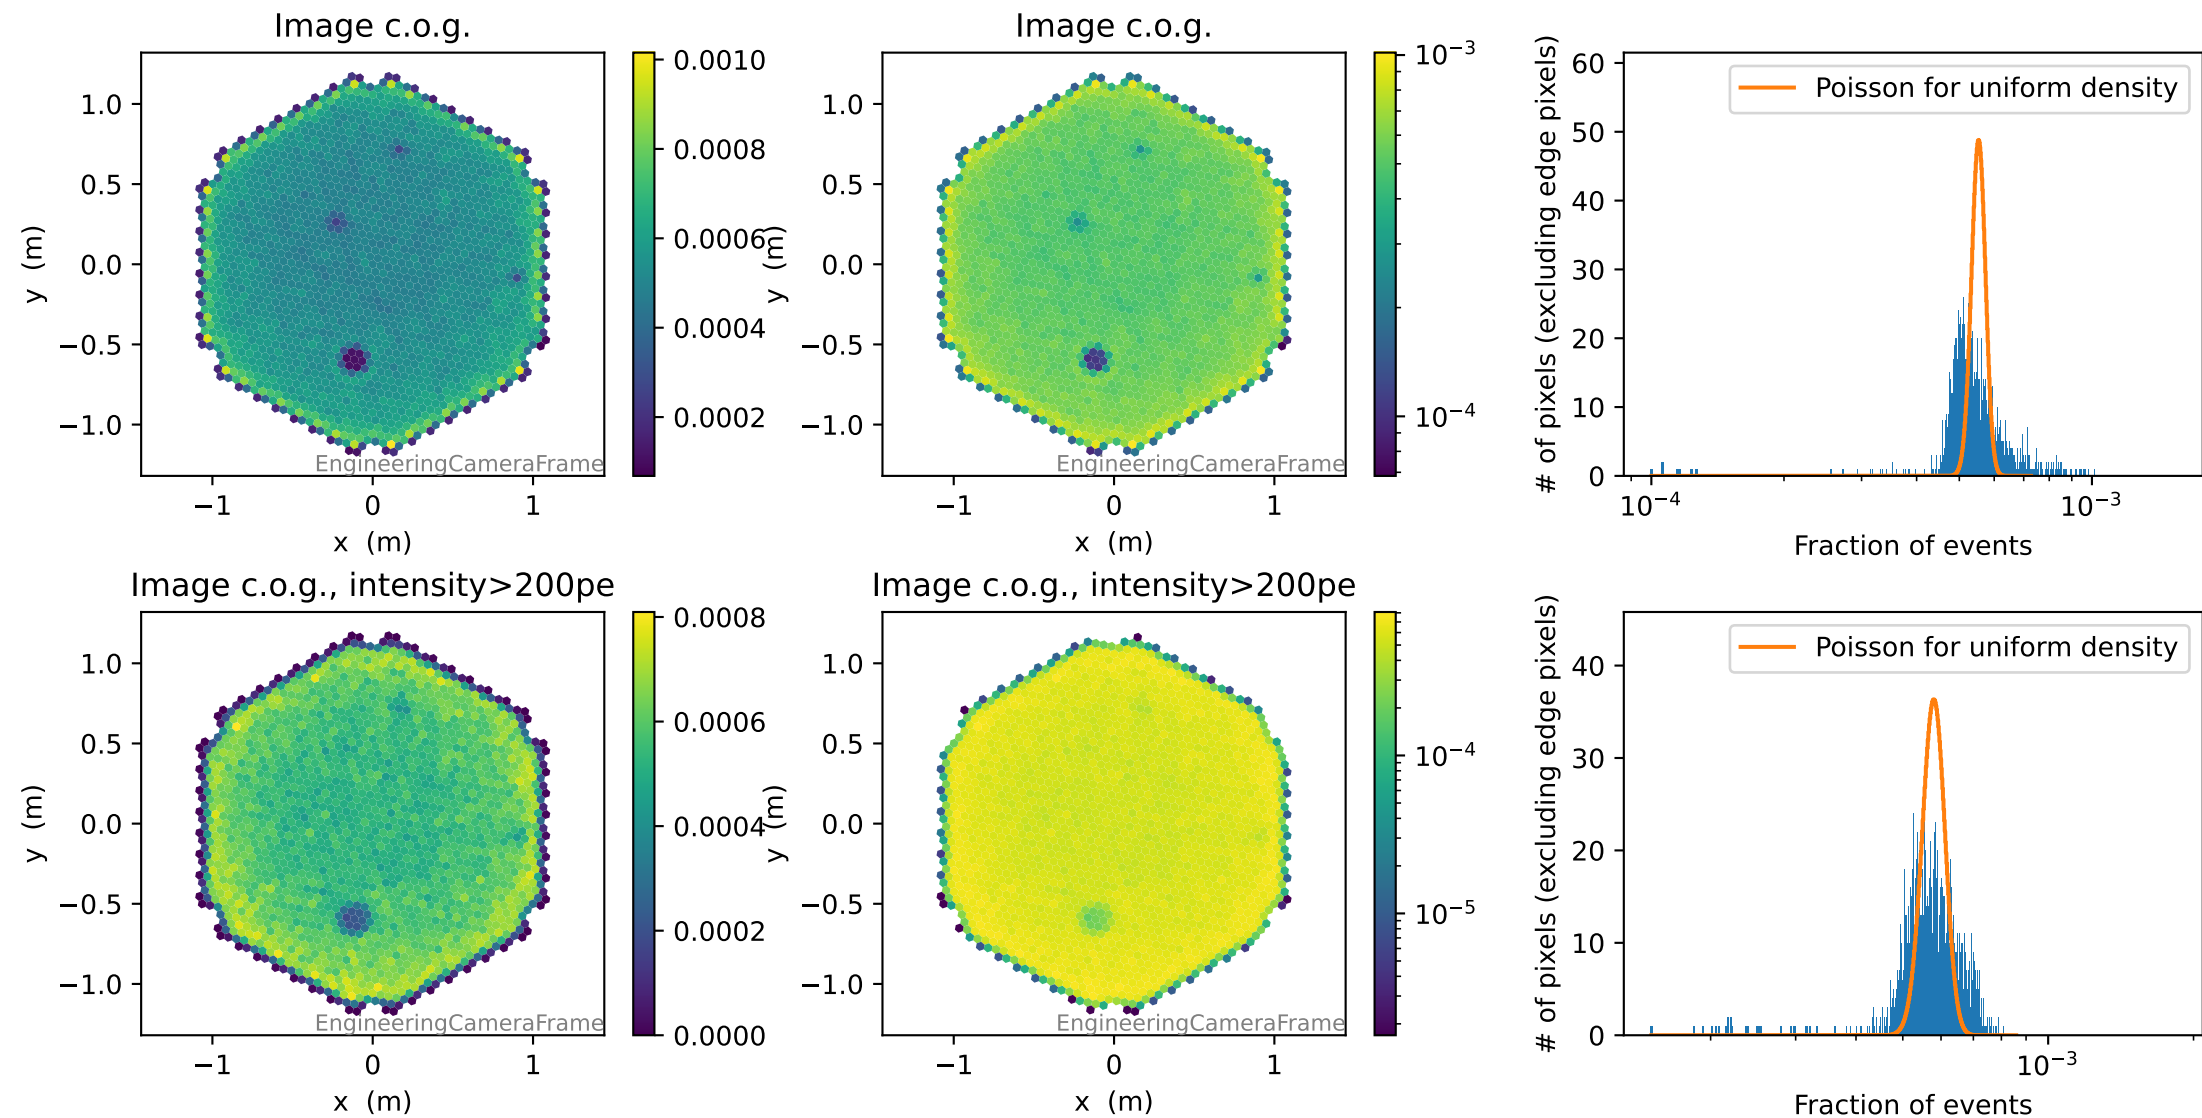 Image c.o.g.
y (m)
1.0
0.5
0.0
−0.5
−1.0
−1
0
1
x (m)
EngineeringCameraFrame
0.0010
0.0008
0.0006
0.0004
0.0002
Image c.o.g.
y (m)
1.0
0.5
0.0
−0.5
−1.0
−1
0
1
x (m)
EngineeringCameraFrame
10⁻³
10⁻⁴
# of pixels (excluding edge pixels)
60
50
40
30
20
10
0
Poisson for uniform density
10⁻⁴
10⁻³
Fraction of events
Image c.o.g., intensity>200pe
y (m)
1.0
0.5
0.0
−0.5
−1.0
−1
0
1
x (m)
EngineeringCameraFrame
0.0008
0.0006
0.0004
0.0002
0.0000
Image c.o.g., intensity>200pe
y (m)
1.0
0.5
0.0
−0.5
−1.0
−1
0
1
x (m)
EngineeringCameraFrame
10⁻⁴
10⁻⁵
# of pixels (excluding edge pixels)
40
30
20
10
0
Poisson for uniform density
10⁻³
Fraction of events